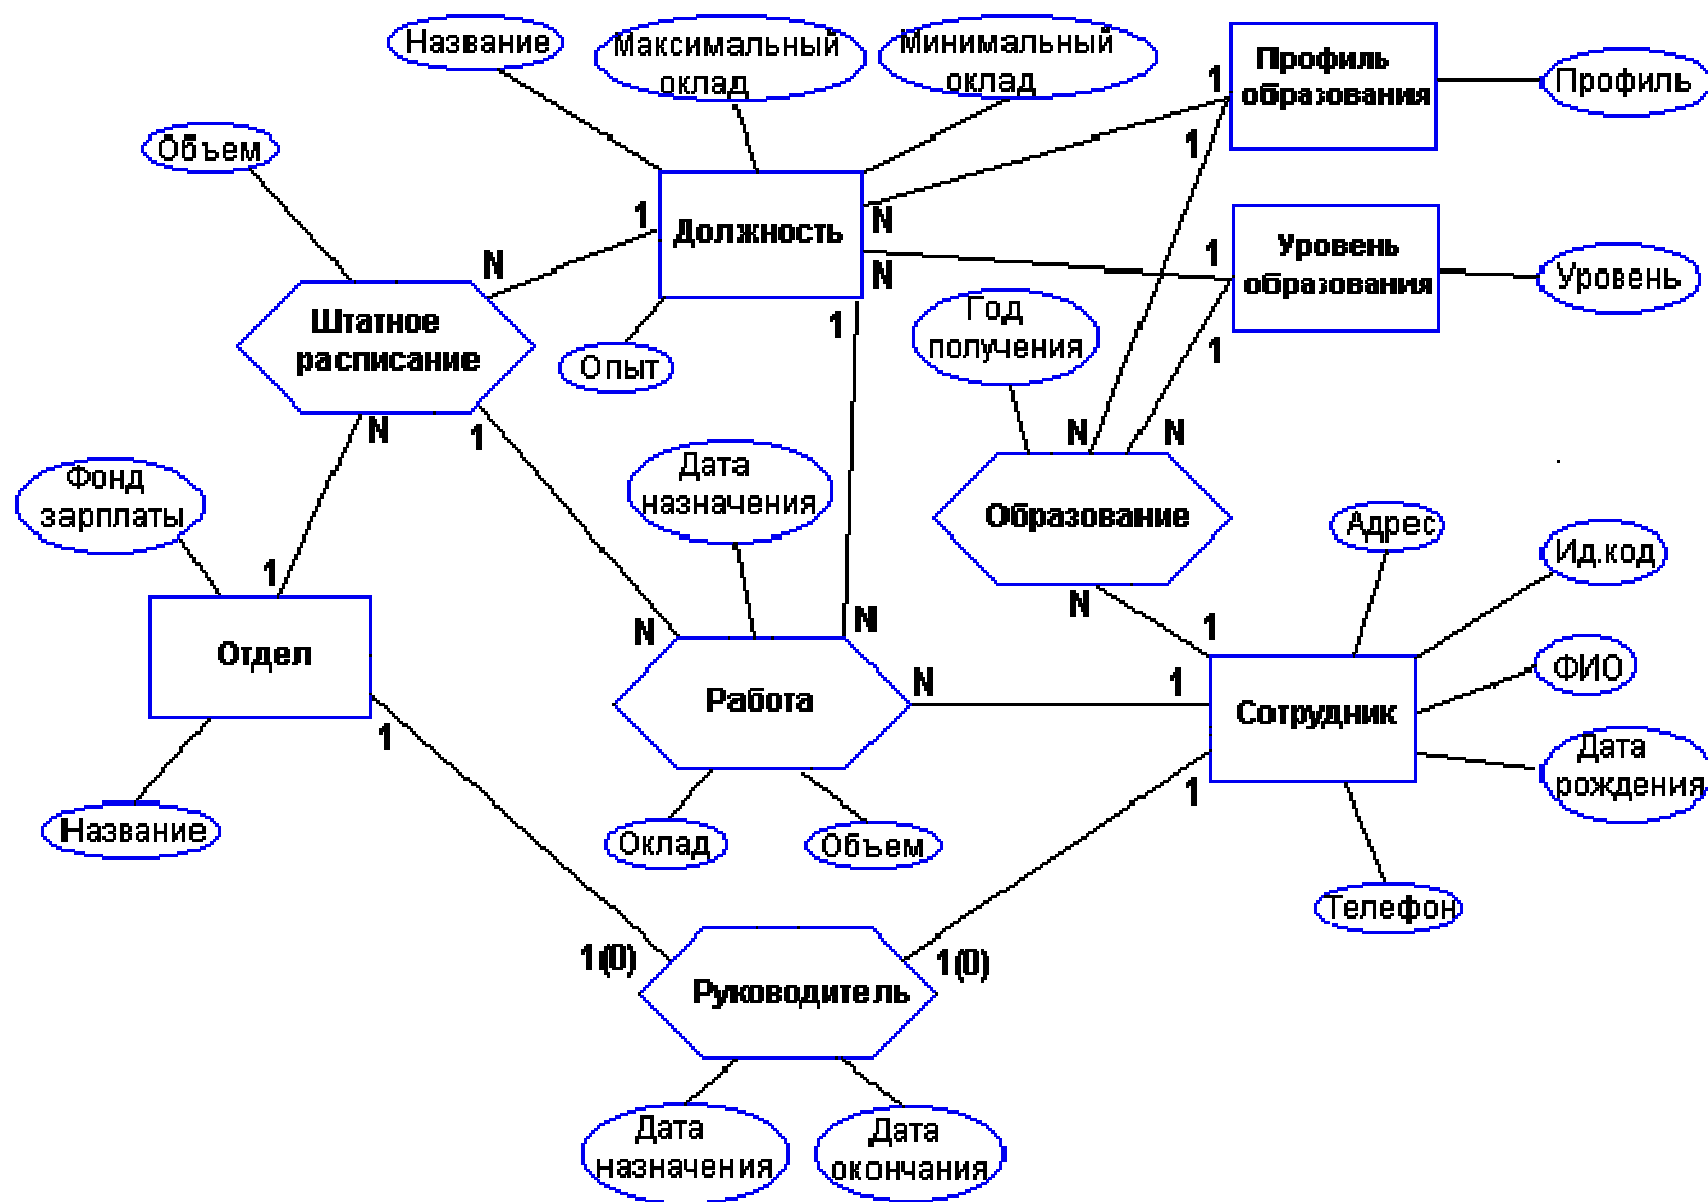 Название
Максимальный
оклад
Минимальный
оклад
Профиль
образования
Профиль
1
1
Объем
Должность
1
N
N
N
Уровень
образования
Уровень
1
1
Штатное
расписание
1
Опыт
Год
получения
N
1
N
N
Фонд
зарплаты
Дата
назначения
Образование
Адрес
Ид.код
1
N
N
N
1
Отдел
Работа
N
1
Сотрудник
ФИО
1
1
Дата
рождения
Название
Оклад
Объем
Телефон
1(0)
1(0)
Руководитель
Дата
назначения
Дата
окончания